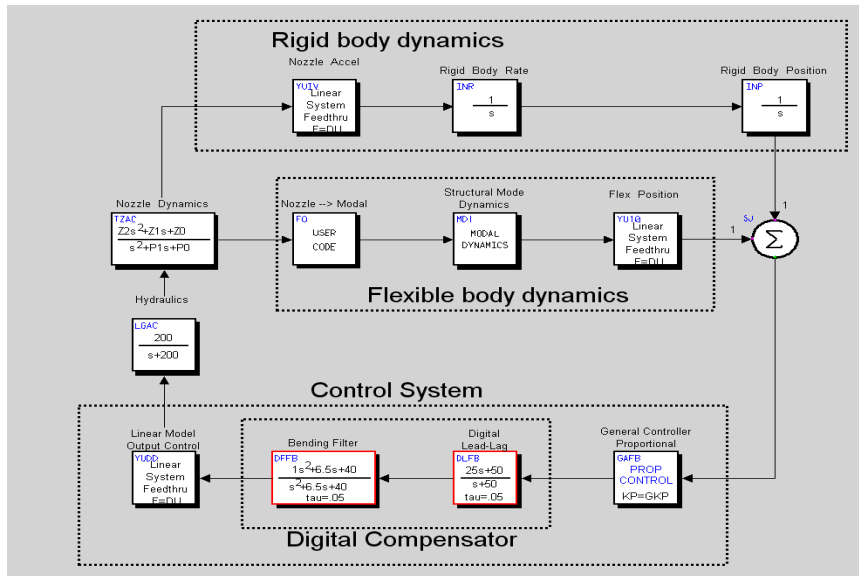 Rigid body dynamics
Nozzle Accel
YUIV
Linear
System
Feedthru
Rigid Body Rate
INR
1
s
Rigid Body Position
INP
1
s
1
Nozzle Dynamics
TZAC
Z2s²+Z1s+Z0
s²+P1s+P0
Nozzle --> Modal
FO
USER
CODE
Structural Mode
Dynamics
MDI
MODAL
DYNAMICS
Flex Position
Linear
System
Feedthru
1
SJ
Σ
Flexible body dynamics
Hydraulics
LGAC
200
s+200
Control System
Linear Model
Output Control
YUDD
Linear
System
Feedthru
Bending Filter
DFFB
1s²+6.5s+40
s²+6.5s+40
tau=.05
Digital
Lead-Lag
DLFB
25s+50
s+50
tau=.05
General Controller
Proportional
GAFB
PROP
CONTROL
KP=GKP
Digital Compensator